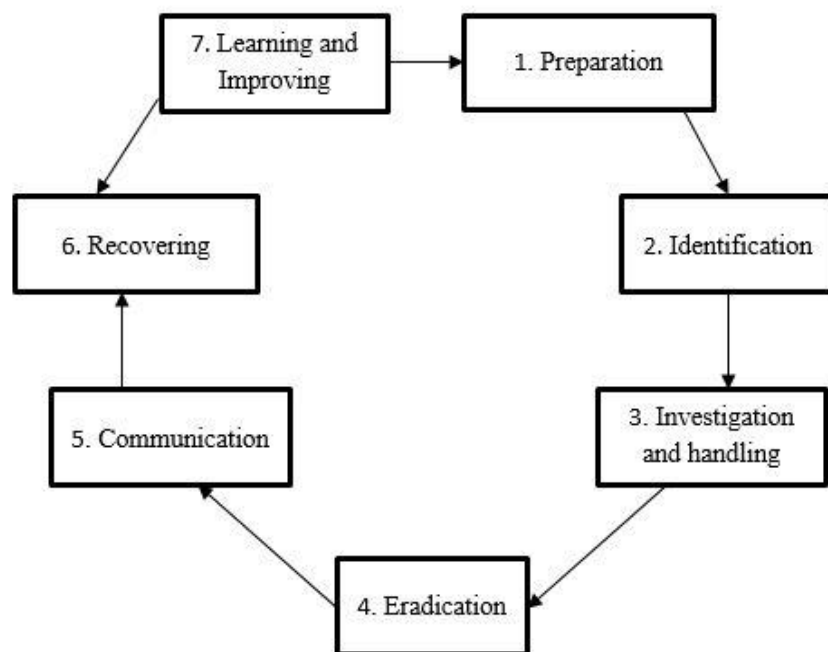 7. Learning and
Improving
1. Preparation
6. Recovering
2. Identification
5. Communication
3. Investigation
and handling
4. Eradication